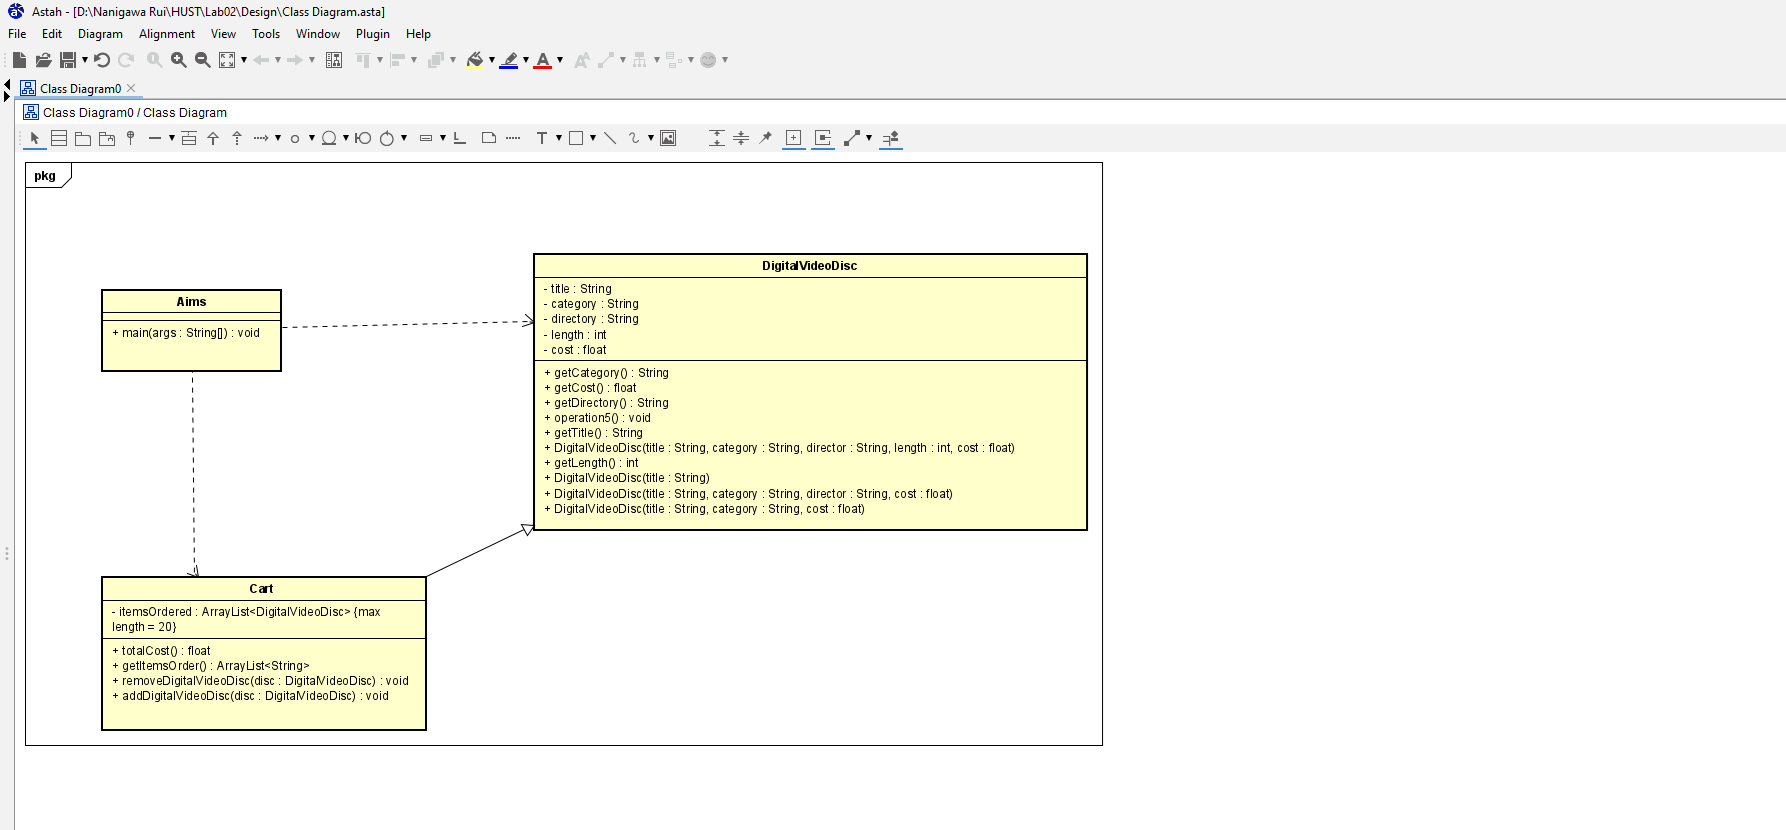 Astah - [D:\Nanigawa Rui\HUST\Lab02\Design\Class Diagram.asta]
File Edit Diagram Alignment View Tools Window Plugin Help
Class Diagram0
Class Diagram0 / Class Diagram
pkg
Aims
+ main(args : String[]) : void
DigitalVideoDisc
- title : String
- category : String
- directory : String
- length : int
- cost : float
+ getCategory() : String
+ getCost() : float
+ getDirectory() : String
+ operation5() : void
+ getTitle() : String
+ DigitalVideoDisc(title : String, category : String, director : String, length : int, cost : float)
+ getLength() : int
+ DigitalVideoDisc(title : String)
+ DigitalVideoDisc(title : String, category : String, director : String, cost : float)
+ DigitalVideoDisc(title : String, category : String, cost : float)
Cart
- itemsOrdered : ArrayList<DigitalVideoDisc> {max
length = 20}
+ totalCost() : float
+ getItemsOrder() : ArrayList<String>
+ removeDigitalVideoDisc(disc : DigitalVideoDisc) : void
+ addDigitalVideoDisc(disc : DigitalVideoDisc) : void